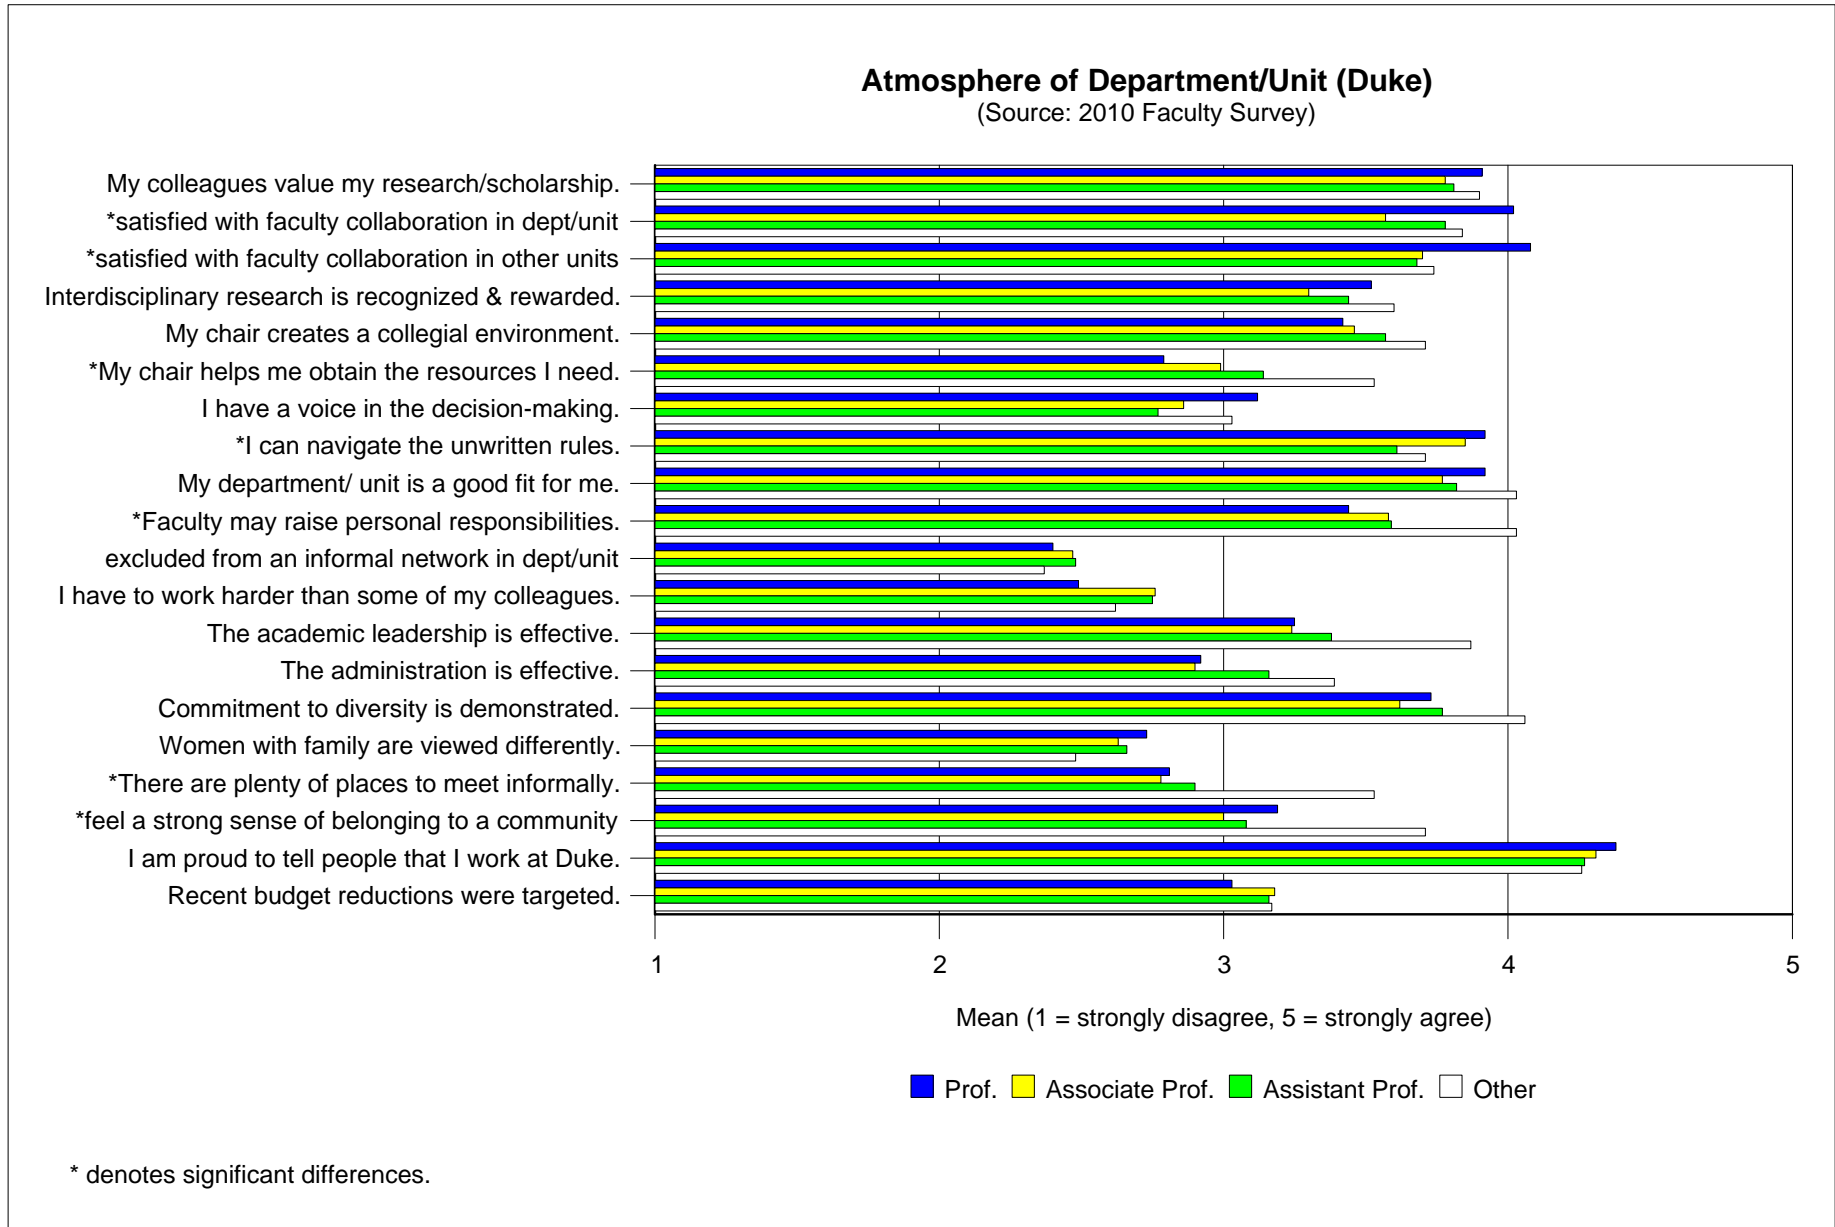 Atmosphere of Department/Unit (Duke)
(Source: 2010 Faculty Survey)
My colleagues value my research/scholarship.
*satisfied with faculty collaboration in dept/unit
*satisfied with faculty collaboration in other units
Interdisciplinary research is recognized & rewarded.
My chair creates a collegial environment.
*My chair helps me obtain the resources I need.
I have a voice in the decision-making.
*I can navigate the unwritten rules.
My department/ unit is a good fit for me.
*Faculty may raise personal responsibilities.
excluded from an informal network in dept/unit
I have to work harder than some of my colleagues.
The academic leadership is effective.
The administration is effective.
Commitment to diversity is demonstrated.
Women with family are viewed differently.
*There are plenty of places to meet informally.
*feel a strong sense of belonging to a community
I am proud to tell people that I work at Duke.
Recent budget reductions were targeted.
1 2 3 4 5
Mean (1 = strongly disagree, 5 = strongly agree)
Prof. Associate Prof. Assistant Prof. Other
* denotes significant differences.